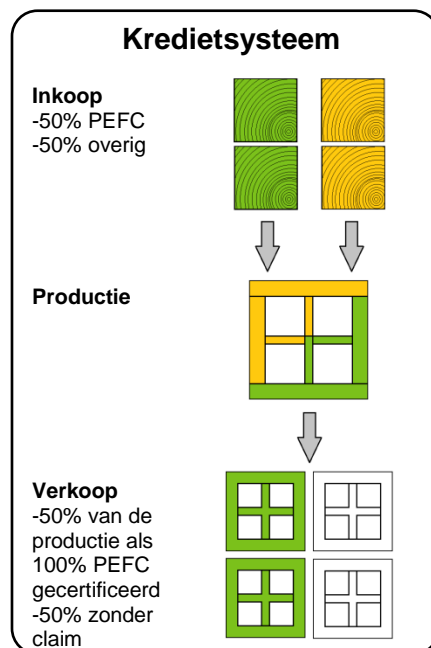 Kredietsysteem
Inkoop
-50% PEFC
-50% overig
Productie
Verkoop
-50% van de
productie als
100% PEFC
gecertificeerd
-50% zonder
claim